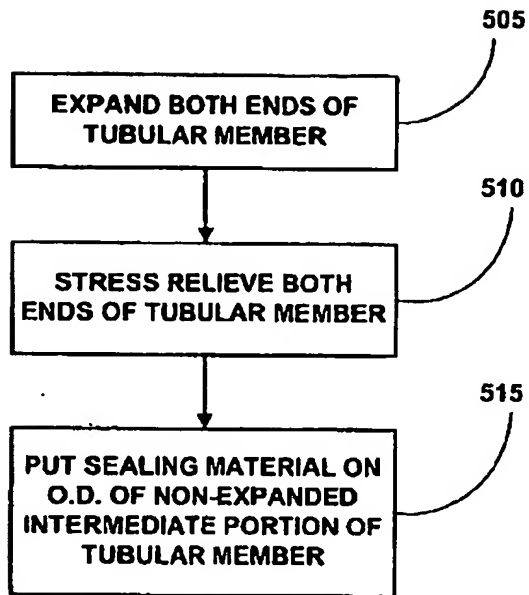 505
EXPAND BOTH ENDS OF
TUBULAR MEMBER
510
STRESS RELIEVE BOTH
ENDS OF TUBULAR MEMBER
515
PUT SEALING MATERIAL ON
O.D. OF NON-EXPANDED
INTERMEDIATE PORTION OF
TUBULAR MEMBER